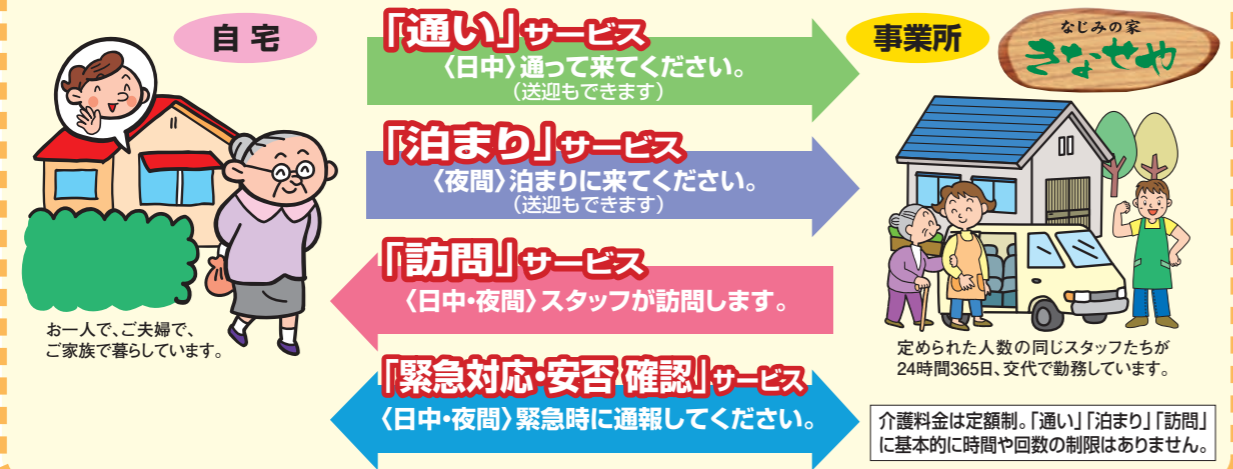 自 宅
お一人で、ご夫婦で、
ご家族で暮らしています。
「通い」サービス
〈日中〉通って来てください。
（送迎もできます）
「泊まり」サービス
〈夜間〉泊まりに来てください。
（送迎もできます）
「訪問」サービス
〈日中・夜間〉スタッフが訪問します。
「緊急対応・安否 確認」サービス
〈日中・夜間〉緊急時に通報してください。
事業所
なじみの家
きなせや
定められた人数の同じスタッフたちが
24時間365日、交代で勤務しています。
介護料金は定額制。「通い」「泊まり」「訪問」
に基本的に時間や回数の制限はありません。